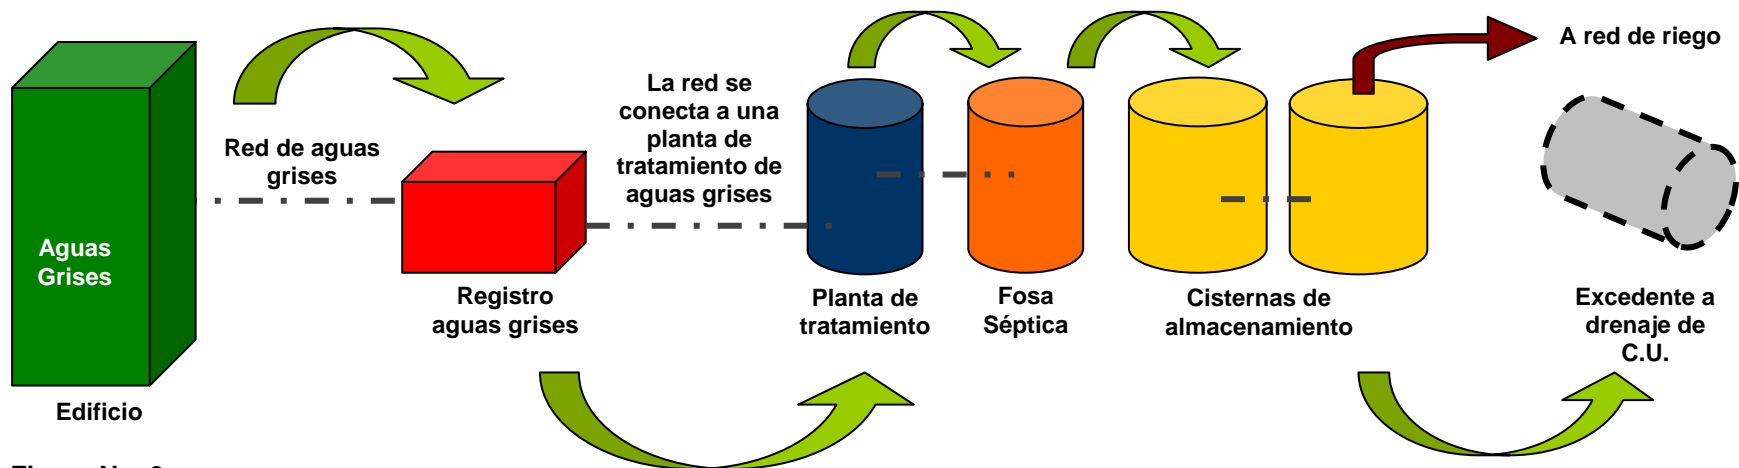 Aguas
Grises
Edificio
Red de aguas
grises
Registro
aguas grises
La red se
conecta a una
planta de
tratamiento de
aguas grises
Planta de
tratamiento
Fosa
Séptica
Cisternas de
almacenamiento
A red de riego
Excedente a
drenaje de
C.U.